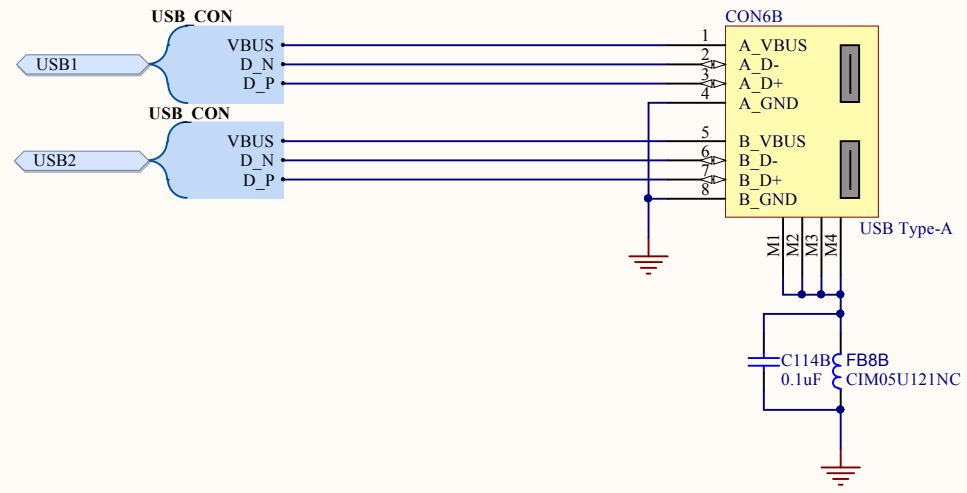 USB_CON
CON6B
VBUS
1
A_VBUS
USB1
D_N
2
A_D-
D_P
3
A_D+
4
A_GND
USB_CON
VBUS
5
B_VBUS
USB2
D_N
6
B_D-
D_P
7
B_D+
8
B_GND
USB Type-A
M1
M2
M3
M4
C114B
FB8B
0.1uF
CIM05U121NC